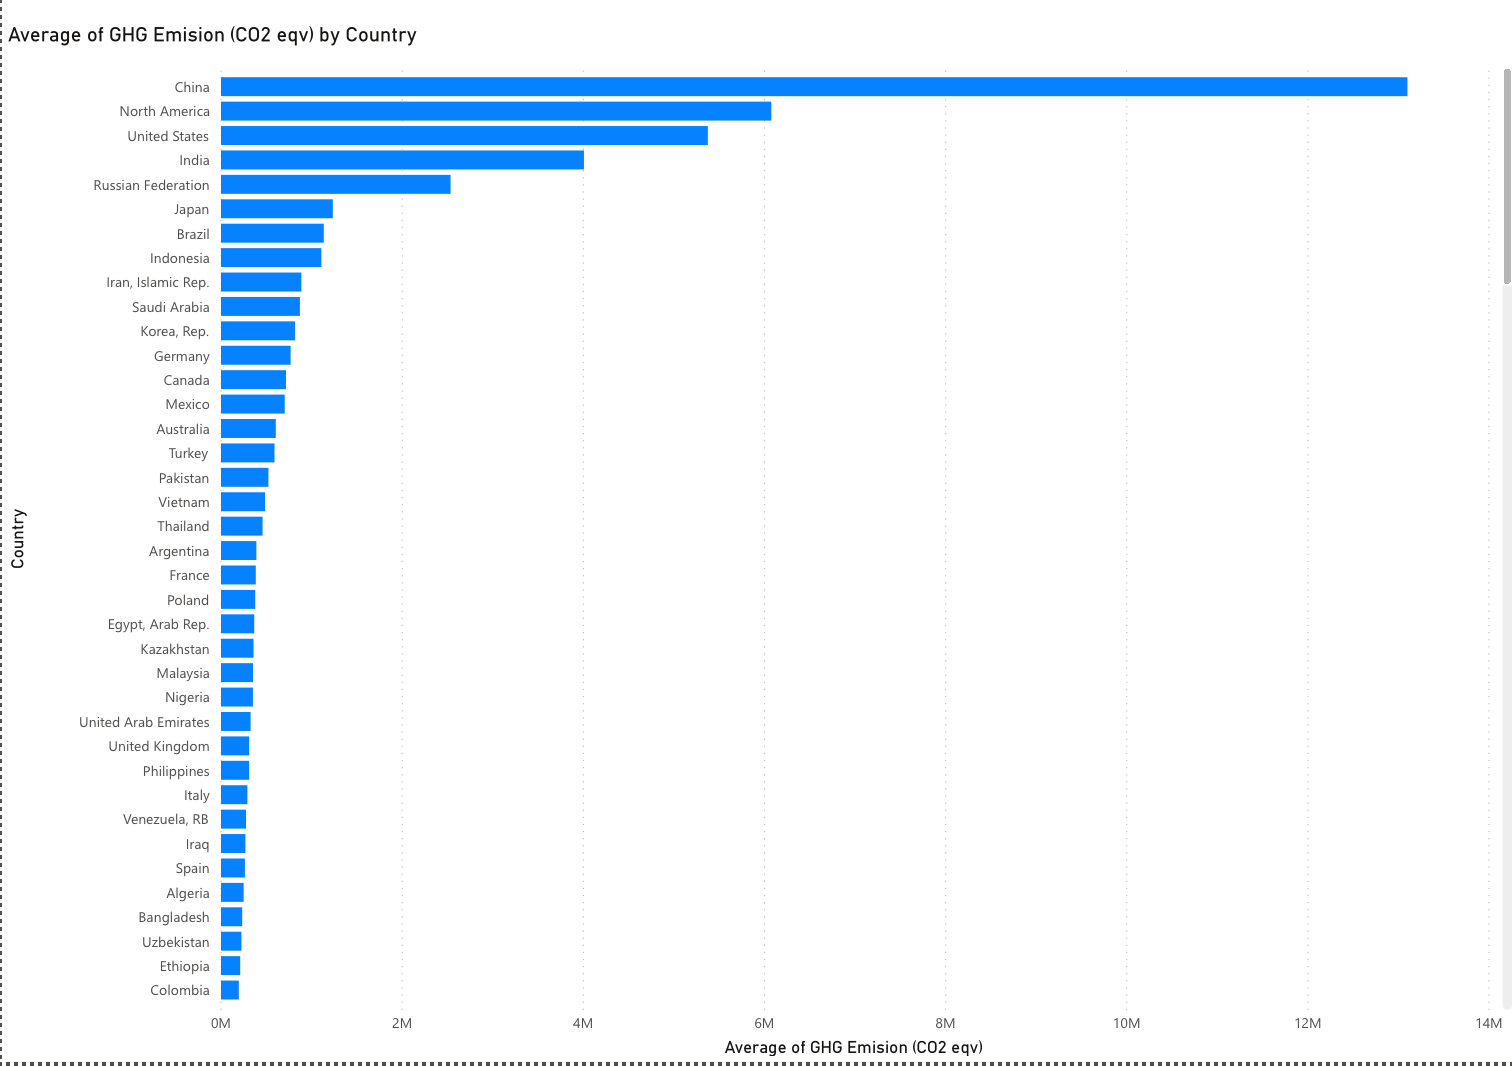 Average of GHG Emision (CO2 eqv) by Country
China
North America
United States
India
Russian Federation
Japan
Brazil
Indonesia
Iran, Islamic Rep.
Saudi Arabia
Korea, Rep.
Germany
Canada
Mexico
Australia
Turkey
Pakistan
Vietnam
Thailand
Argentina
France
Poland
Egypt, Arab Rep.
Kazakhstan
Malaysia
Nigeria
United Arab Emirates
United Kingdom
Philippines
Italy
Venezuela, RB
Iraq
Spain
Algeria
Bangladesh
Uzbekistan
Ethiopia
Colombia
Country
0M 2M 4M 6M 8M 10M 12M 14M
Average of GHG Emision (CO2 eqv)